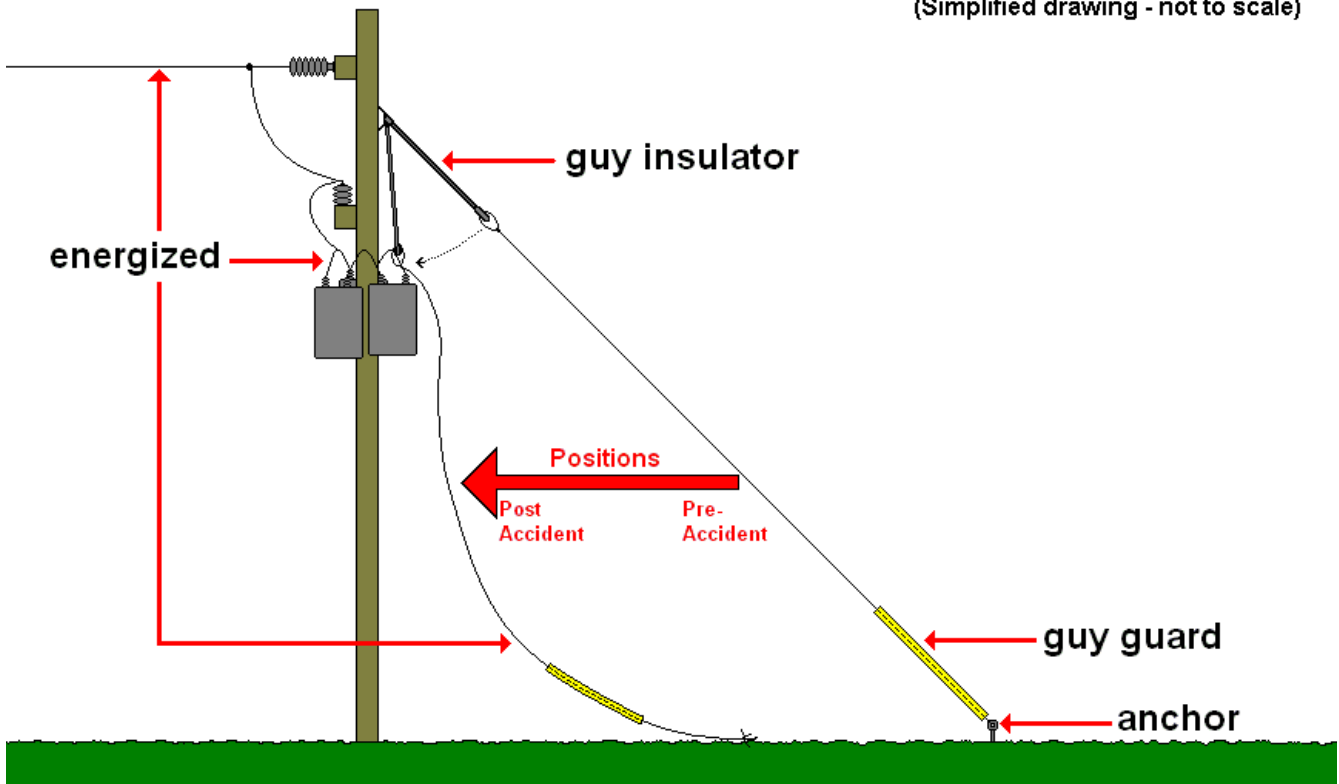 (Simplified drawing - not to scale)
guy insulator
energized
Positions
Post
Accident
Pre-
Accident
guy guard
anchor